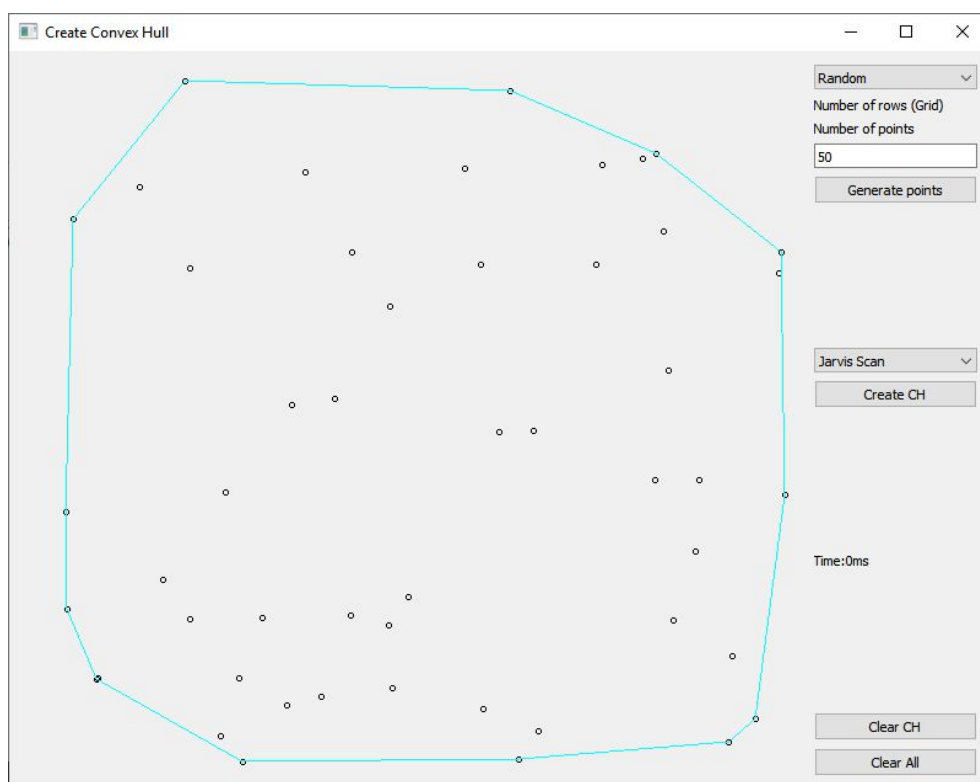 Create Convex Hull
Random
Number of rows (Grid)
Number of points
50
Generate points
Jarvis Scan
Create CH
Time:0ms
Clear CH
Clear All